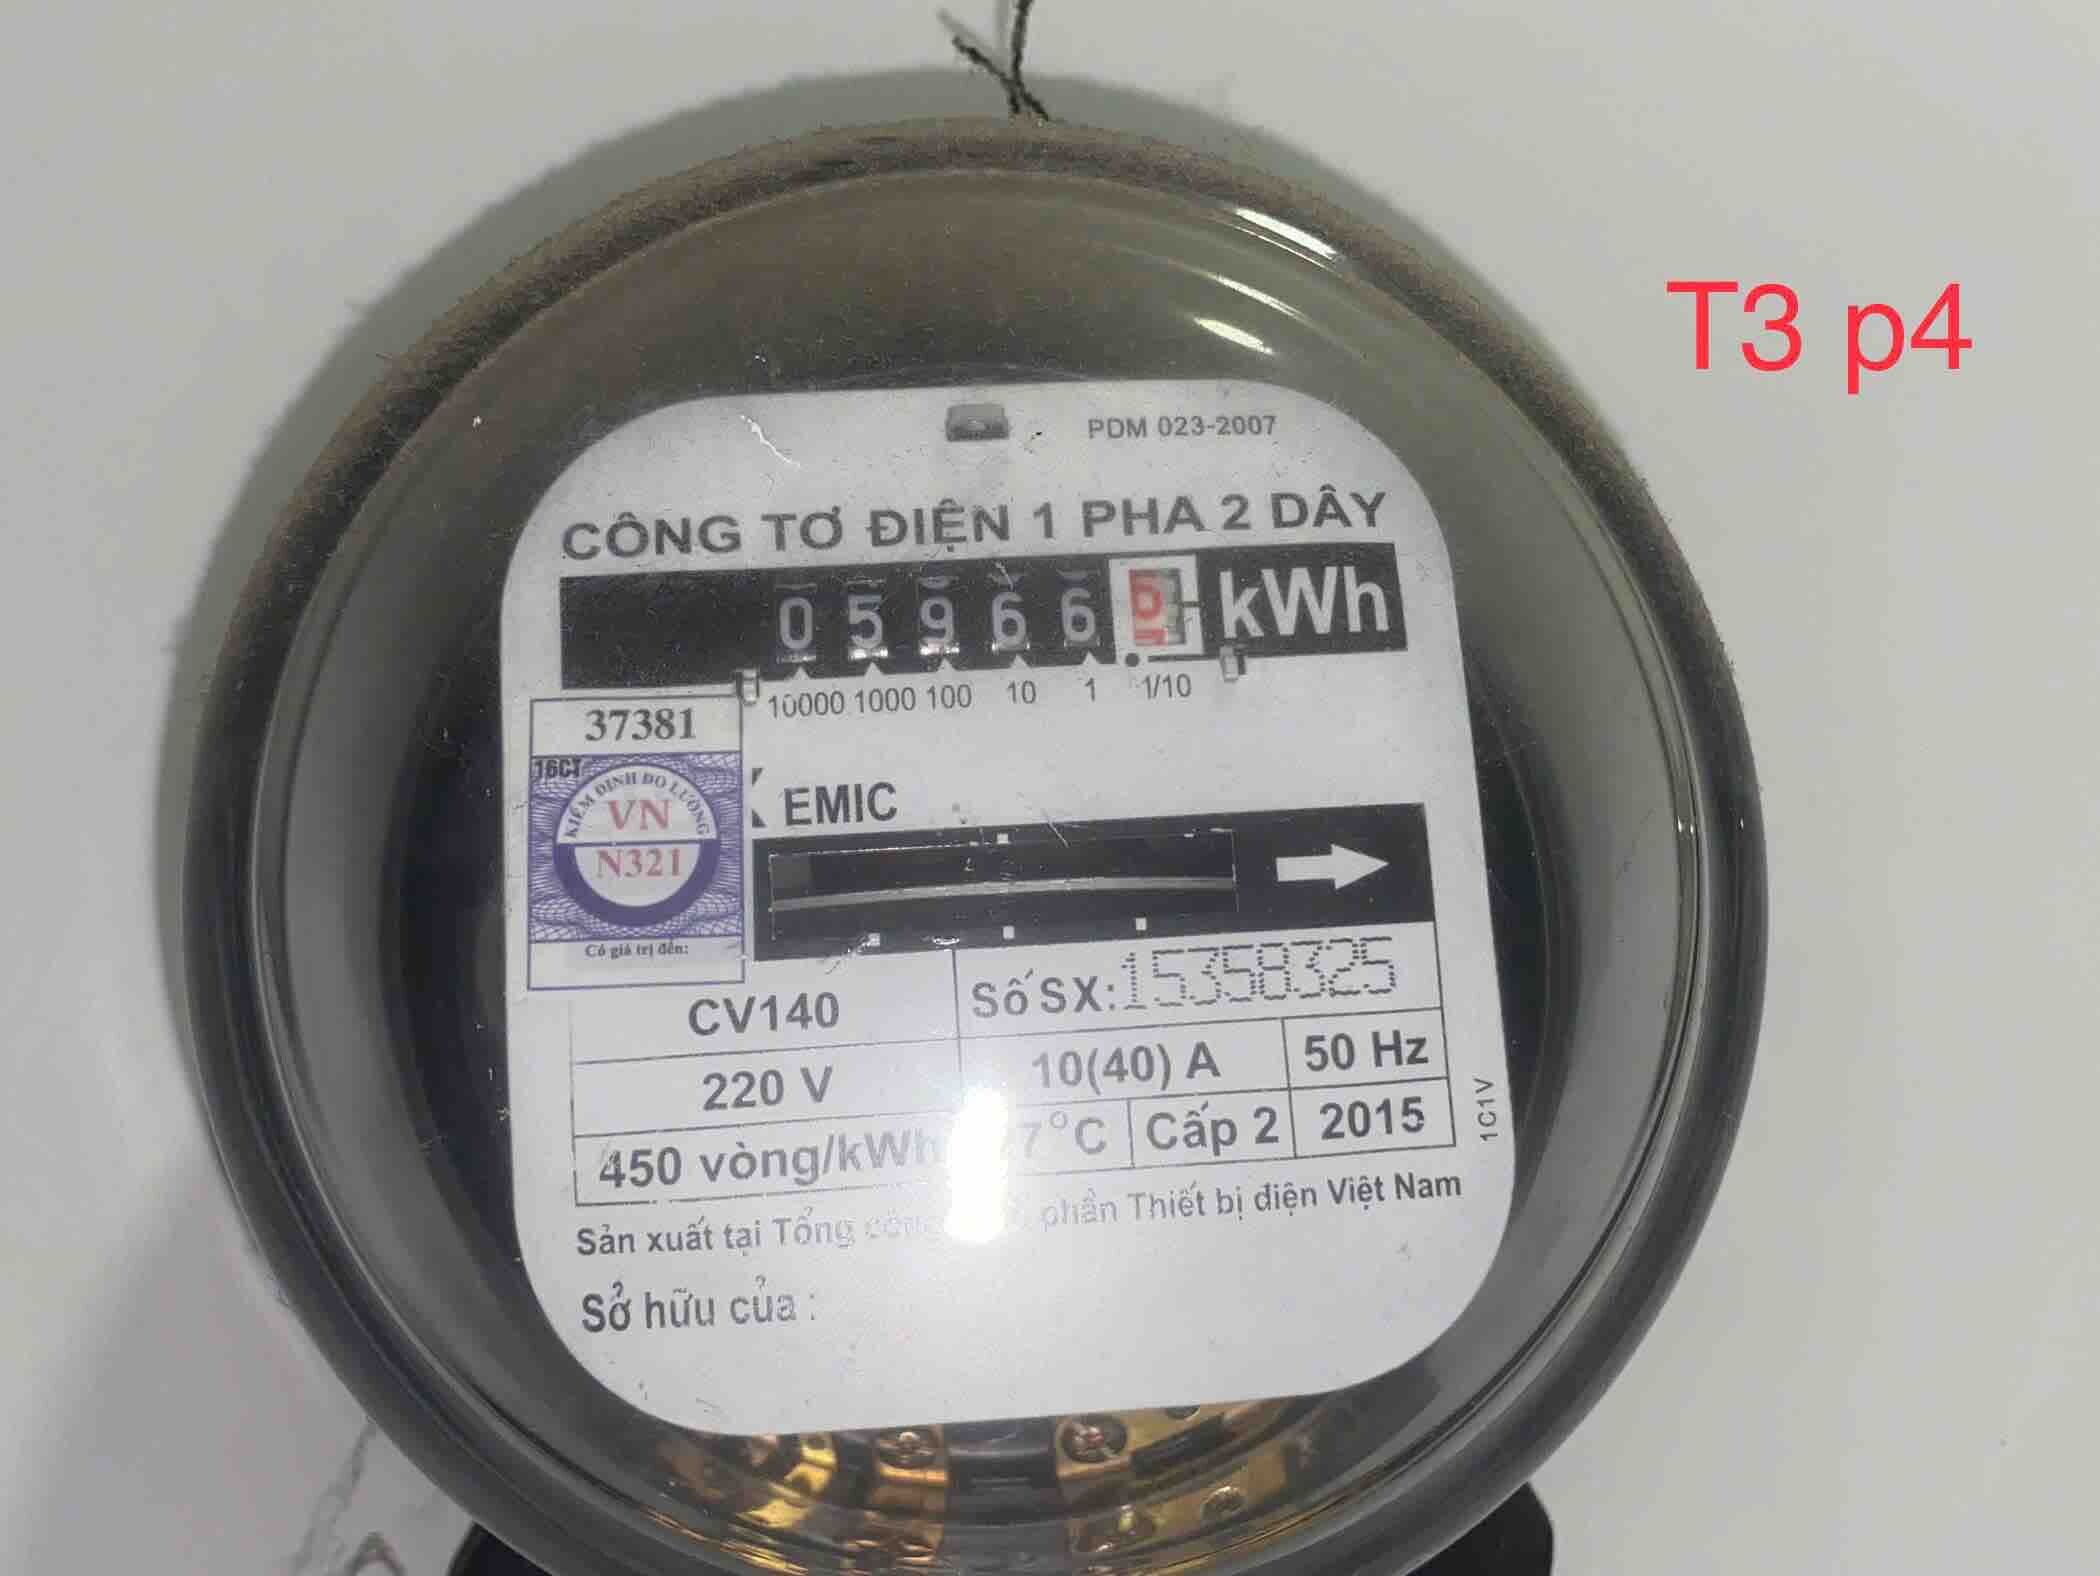 T3 p4
PDM 023-2007
CÔNG TƠ ĐIỆN 1 PHA 2 DÂY
0 5 9 6 6 kWh
10000 1000 100 10 1 1/10
37381
16CT
KIỂM ĐỊNH ĐO LƯỜNG
VN
N321
Có giá trị đến:
EMIC
CV140
Số SX: 15358325
220 V
10(40) A
50 Hz
450 vòng/kWh
7°C
Cấp 2
2015
1C1V
Sản xuất tại Tổng phần Thiết bị điện Việt Nam
Sở hữu của :